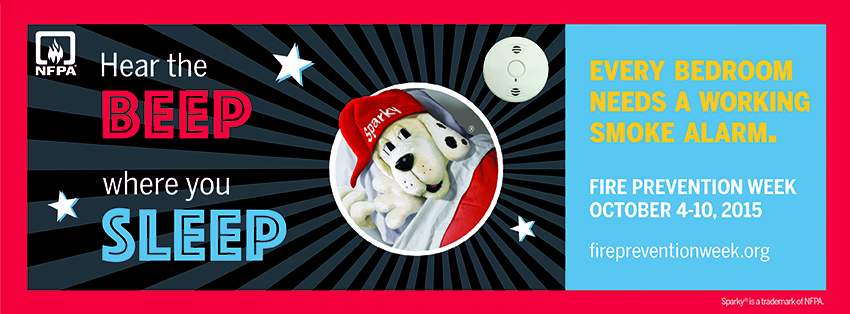 NFPA
Hear the
BEEP
where you
SLEEP
Sparky
®
EVERY BEDROOM
NEEDS A WORKING
SMOKE ALARM.
FIRE PREVENTION WEEK
OCTOBER 4-10, 2015
firepreventionweek.org
Sparky® is a trademark of NFPA.